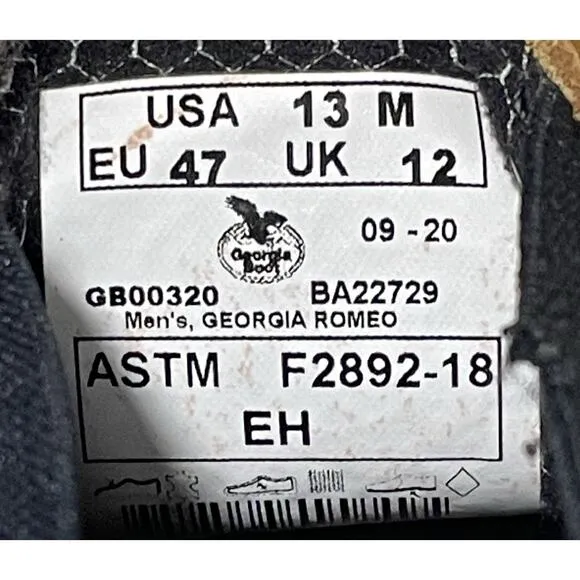 USA 13 M
EU 47 UK 12
09 - 20
Georgia
Boot
GB00320 BA22729
Men's, GEORGIA ROMEO
ASTM F2892-18
EH